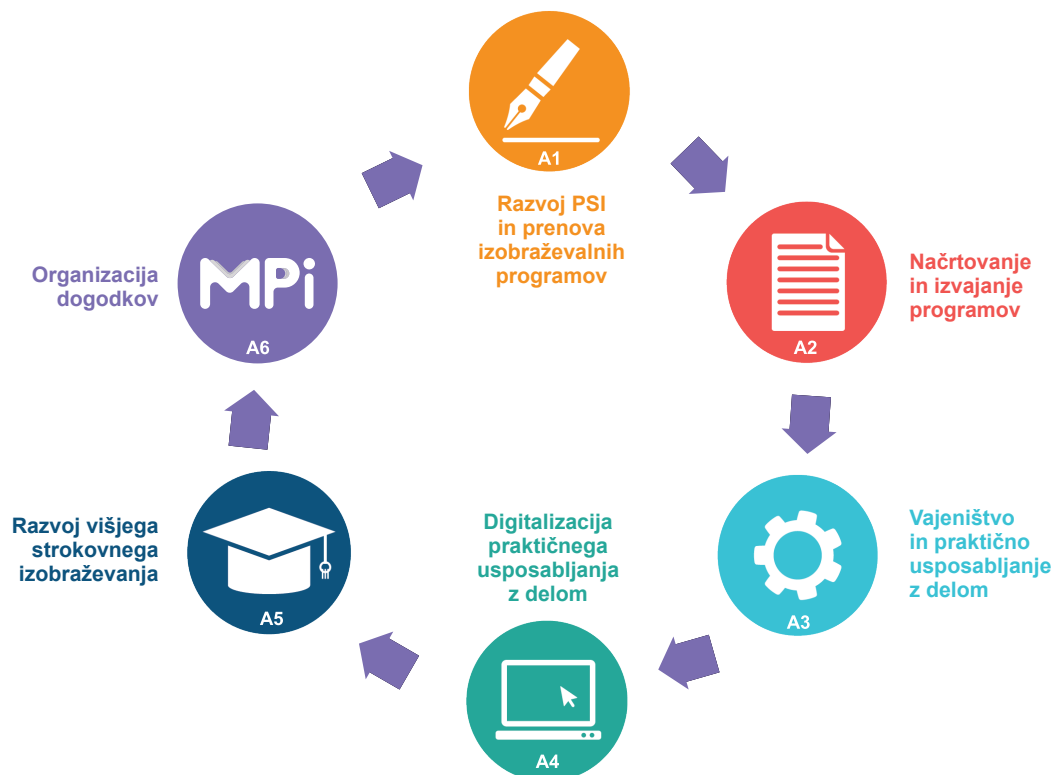 A1
Razvoj PSI
in prenova
izobraževalnih
programov
A2
Načrtovanje
in izvajanje
programov
A3
Vajeništvo
in praktično
usposabljanje
z delom
Digitalizacija
praktičnega
usposabljanja
z delom
A4
A5
Razvoj višjega
strokovnega
izobraževanja
MPi
A6
Organizacija
dogodkov